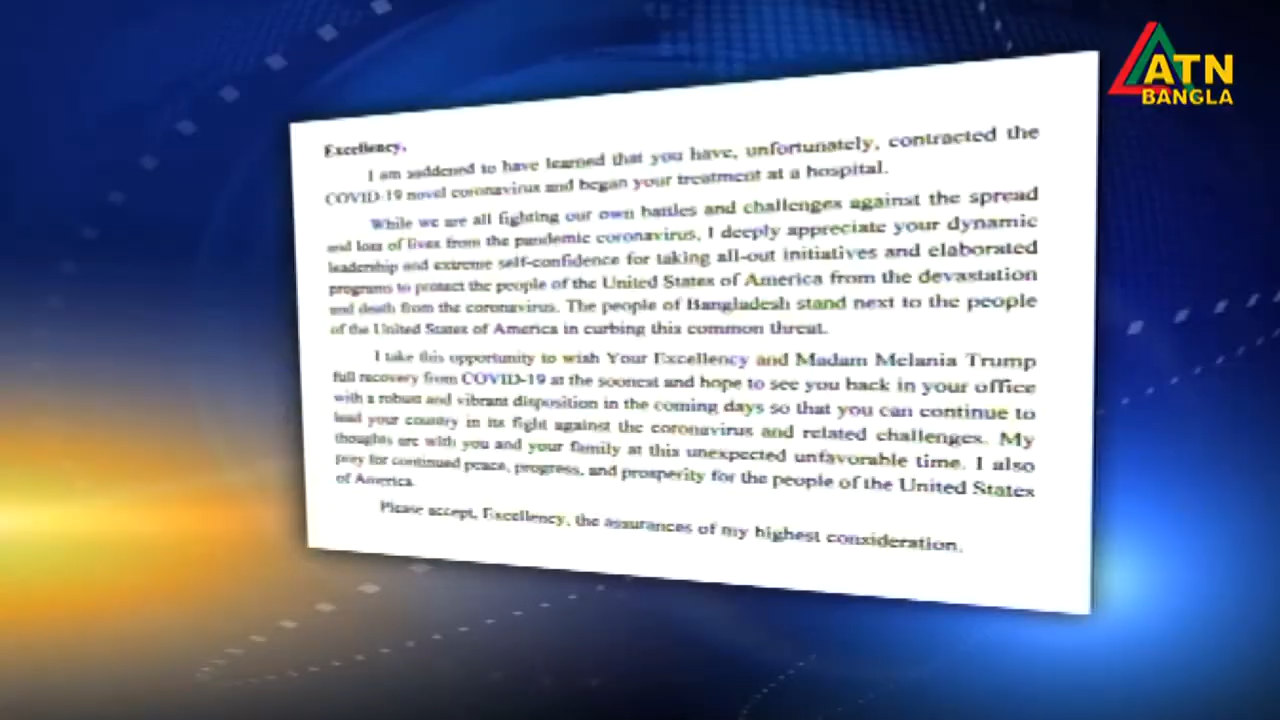 Excellency,
I am saddened to have learned that you have, unfortunately, contracted the
COVID-19 novel coronavirus and began your treatment at a hospital.
While we are all fighting our own battles and challenges against the spread
and loss of lives from the pandemic coronavirus, I deeply appreciate your dynamic
leadership and extreme self-confidence for taking all-out initiatives and elaborated
programs to protect the people of the United States of America from the devastation
and death from the coronavirus. The people of Bangladesh stand next to the people
of the United States of America in curbing this common threat.
I take this opportunity to wish Your Excellency and Madam Melania Trump
full recovery from COVID-19 at the soonest and hope to see you back in your office
with a robust and vibrant disposition in the coming days so that you can continue to
lead your country in its fight against the coronavirus and related challenges. My
thoughts are with you and your family at this unexpected unfavorable time. I also
pray for continued peace, progress, and prosperity for the people of the United States
of America.
Please accept, Excellency, the assurances of my highest consideration.
ATN
BANGLA